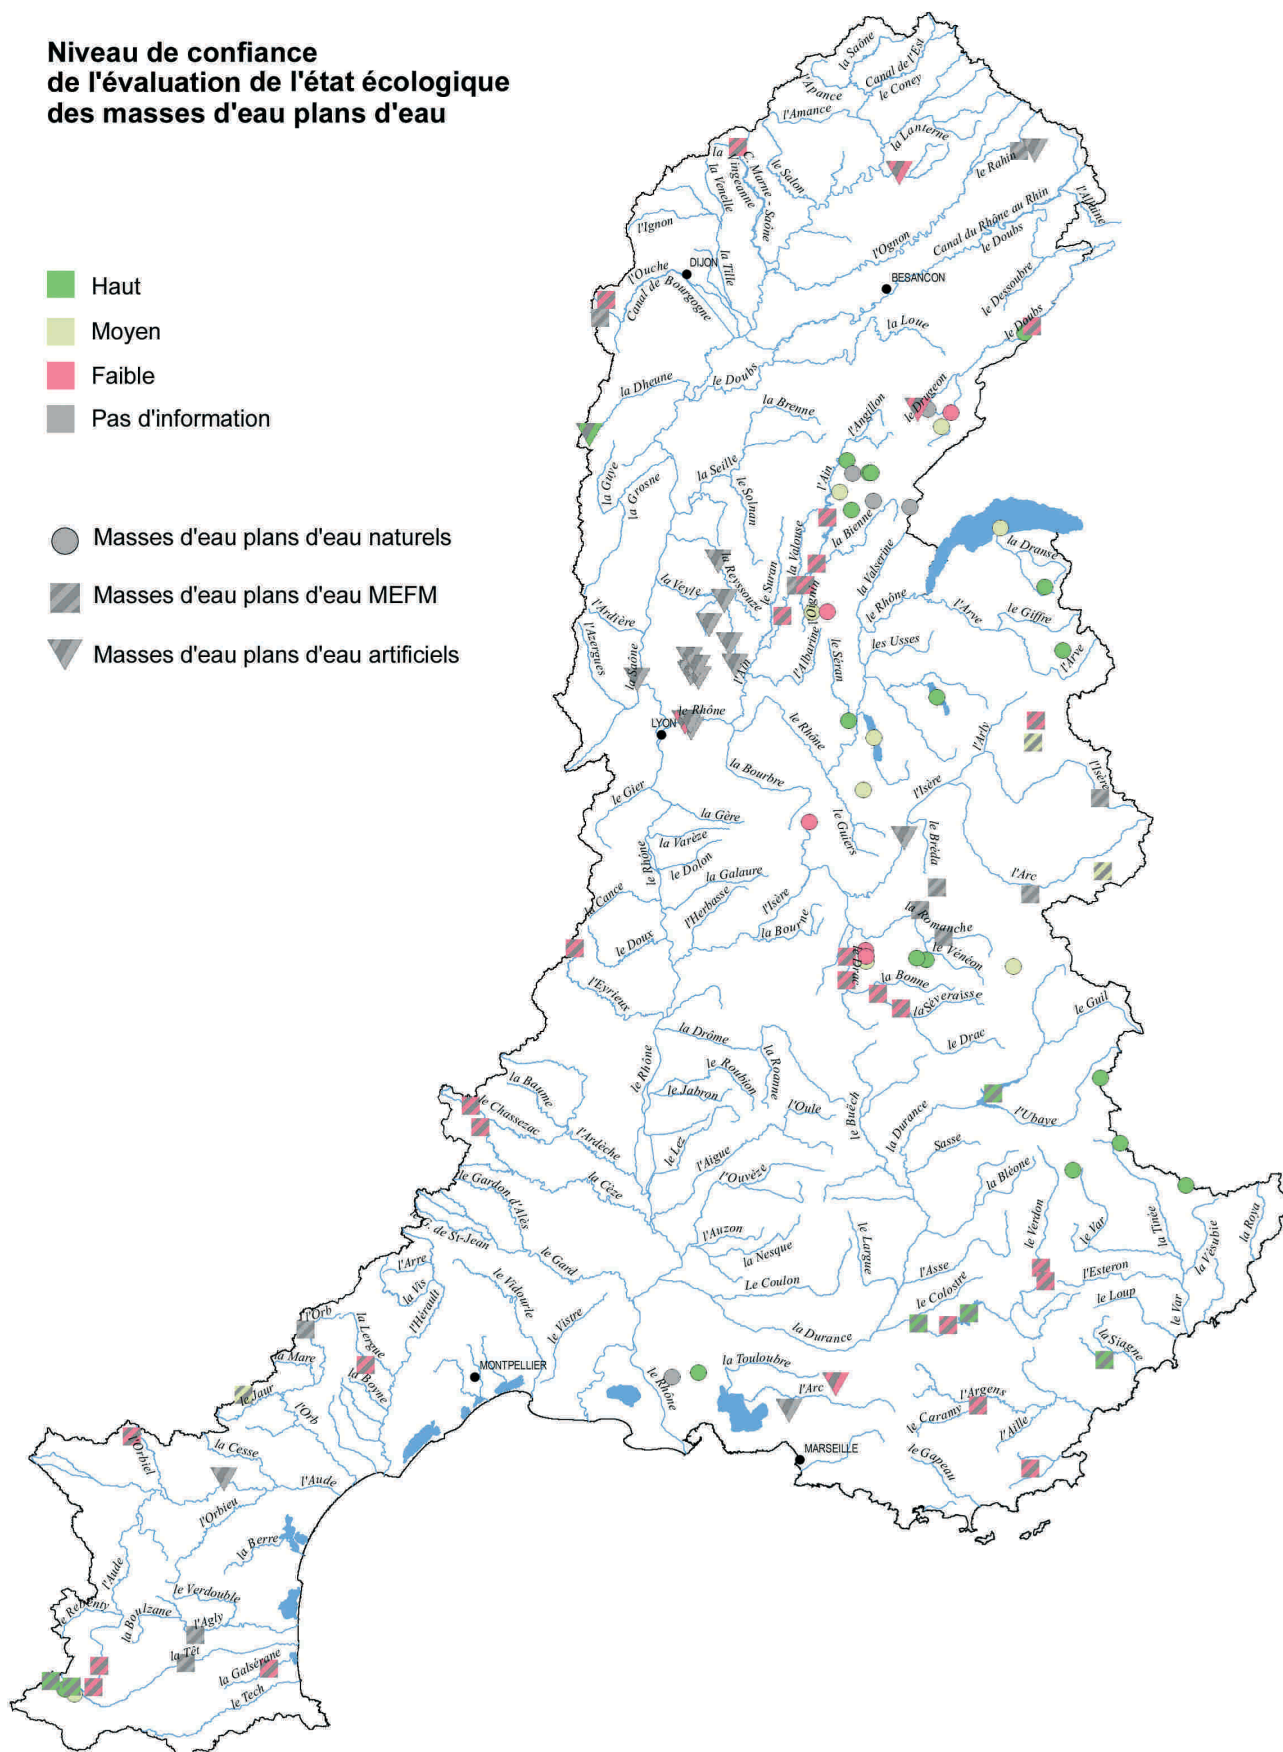 Niveau de confiance
de l'évaluation de l'état écologique
des masses d'eau plans d'eau
Haut
Moyen
Faible
Pas d'information
Masses d'eau plans d'eau naturels
Masses d'eau plans d'eau MEFM
Masses d'eau plans d'eau artificiels
la Saône
Canal de l'Est
l'Apance
le Coney
l'Amance
la Lanterne
la Vingeanne
C. Marne - Saône
le Salon
le Rahin
la Venelle
l'Ignon
la Tille
l'Ognon
Canal du Rhône au Rhin
le Doubs
l'Allaine
l'Ouche
DIJON
Canal de Bourgogne
BESANCON
le Dessoubre
la Loue
le Doubs
la Dheune
le Doubs
le Drugeon
la Brenne
l'Angillon
la Guye
la Grosne
la Seille
le Solnan
l'Ain
la Bienne
la Valouse
la Valserine
la Dranse
la Reyssouze
le Suran
la Veyle
l'Oignin
le Rhône
l'Arve
le Giffre
l'Ardière
l'Azergues
l'Albarine
le Séran
les Usses
l'Arve
la Saône
l'Ain
le Rhône
LYON
le Rhône
l'Arly
la Bourbre
l'Isère
l'Isère
le Gier
la Gère
le Guiers
la Varèze
le Bréda
le Rhône
le Dolon
la Galaure
l'Arc
la Cance
l'Herbasse
l'Isère
la Romanche
le Doux
la Bourne
le Drac
le Vénéon
l'Eyrieux
la Bonne
la Séveraisse
le Guil
la Drôme
le Drac
le Rhône
la Roanne
le Roubion
la Baume
le Jabron
le Chassezac
l'Oule
le Buëch
la Durance
l'Ubaye
l'Ardèche
le Lez
l'Aigue
Sasse
l'Ouvèze
la Bléone
le Gardon d'Alès
la Cèze
le Verdon
le Var
la Tinée
la Vésubie
la Roya
le G. de St-Jean
l'Auzon
la Nesque
le Largue
le Gard
l'Arre
la Vis
l'Hérault
le Vidourle
Le Coulon
l'Asse
l'Esteron
le Colostre
le Loup
le Var
le Vistre
la Durance
la Siagne
l'Orb
la Lergue
la Mare
MONTPELLIER
la Touloubre
le Rhône
la Boyne
l'Arc
le Jaur
l'Argens
le Caramy
l'Orb
l'Aille
l'Orbiel
la Cesse
MARSEILLE
le Gapeau
l'Aude
l'Orbieu
la Berre
l'Aude
le Verdouble
le Rebenty
la Boulzane
l'Agly
la Têt
la Galsérane
le Tech